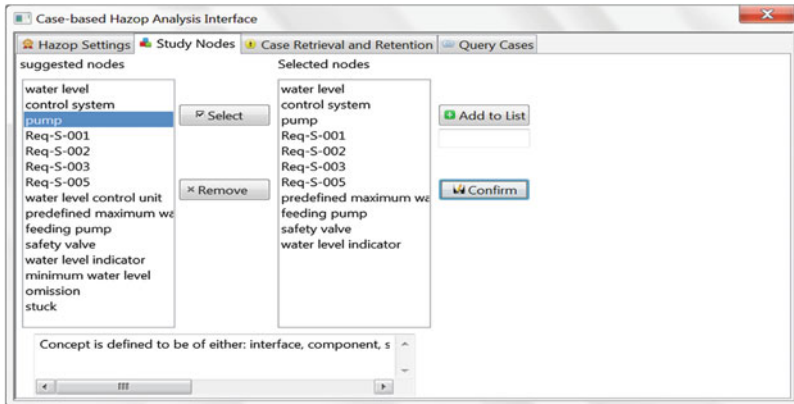 Case-based Hazop Analysis Interface
Hazop Settings Study Nodes Case Retrieval and Retention Query Cases
suggested nodes
water level
control system
pump
Req-S-001
Req-S-002
Req-S-003
Req-S-005
water level control unit
predefined maximum wa
feeding pump
safety valve
water level indicator
minimum water level
omission
stuck
Select
Remove
Selected nodes
water level
control system
pump
Req-S-001
Req-S-002
Req-S-003
Req-S-005
predefined maximum wa
feeding pump
safety valve
water level indicator
Add to List
Confirm
Concept is defined to be of either: interface, component, s